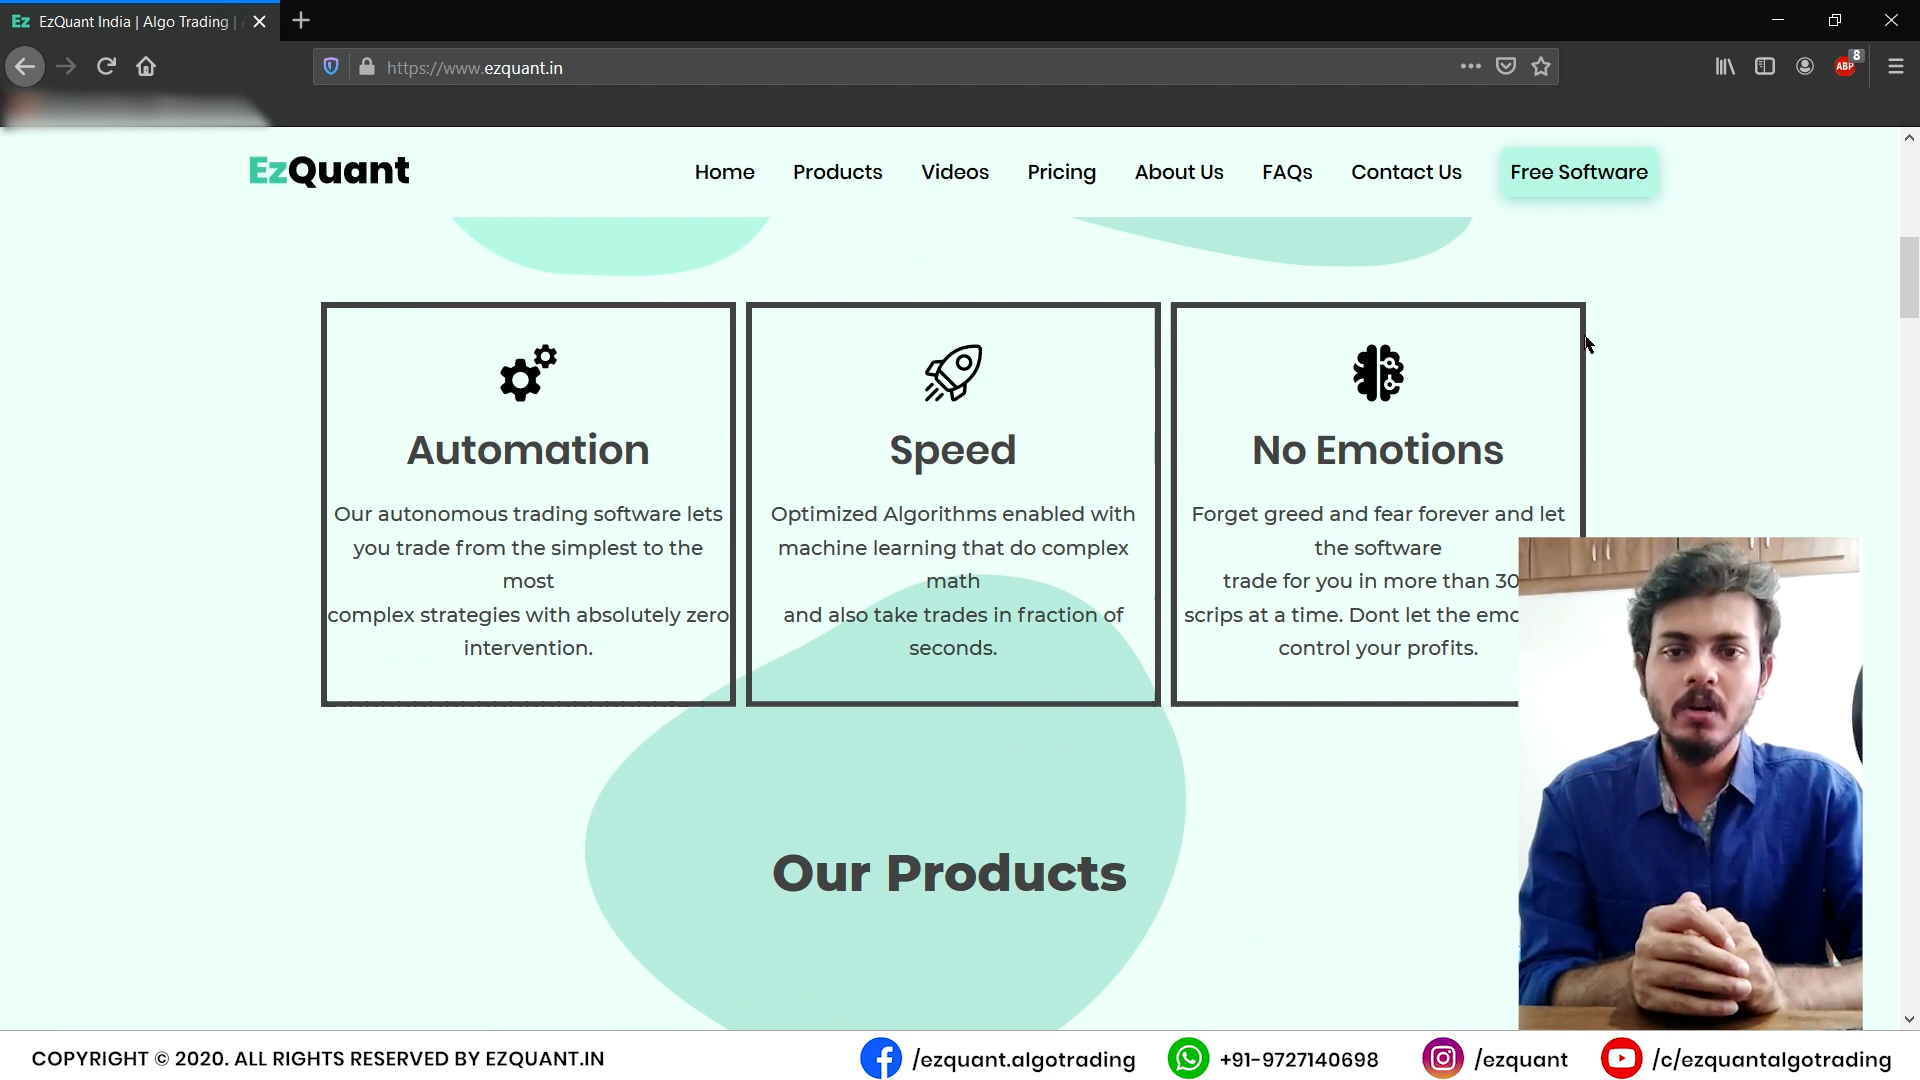 Ez EzQuant India | Algo Trading |
https://www.ezquant.in
ABP 8
EzQuant
Home Products Videos Pricing About Us FAQs Contact Us Free Software
Automation
Our autonomous trading software lets
you trade from the simplest to the
most
complex strategies with absolutely zero
intervention.
Speed
Optimized Algorithms enabled with
machine learning that do complex
math
and also take trades in fraction of
seconds.
No Emotions
Forget greed and fear forever and let
the software
trade for you in more than 30
scrips at a time. Dont let the emo
control your profits.
Our Products
COPYRIGHT © 2020. ALL RIGHTS RESERVED BY EZQUANT.IN /ezquant.algotrading +91-9727140698 /ezquant /c/ezquantalgotrading